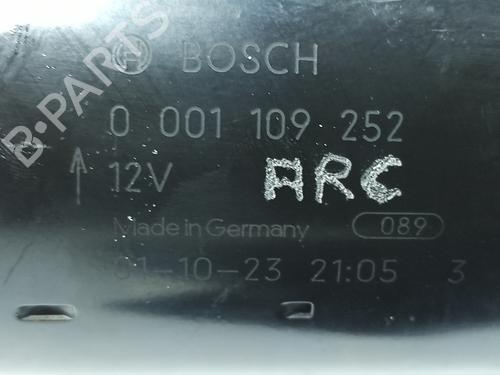 B-PARTS
BOSCH
0 001 109 252
12V ARC
Made in Germany 089
01-10-23 21:05 3